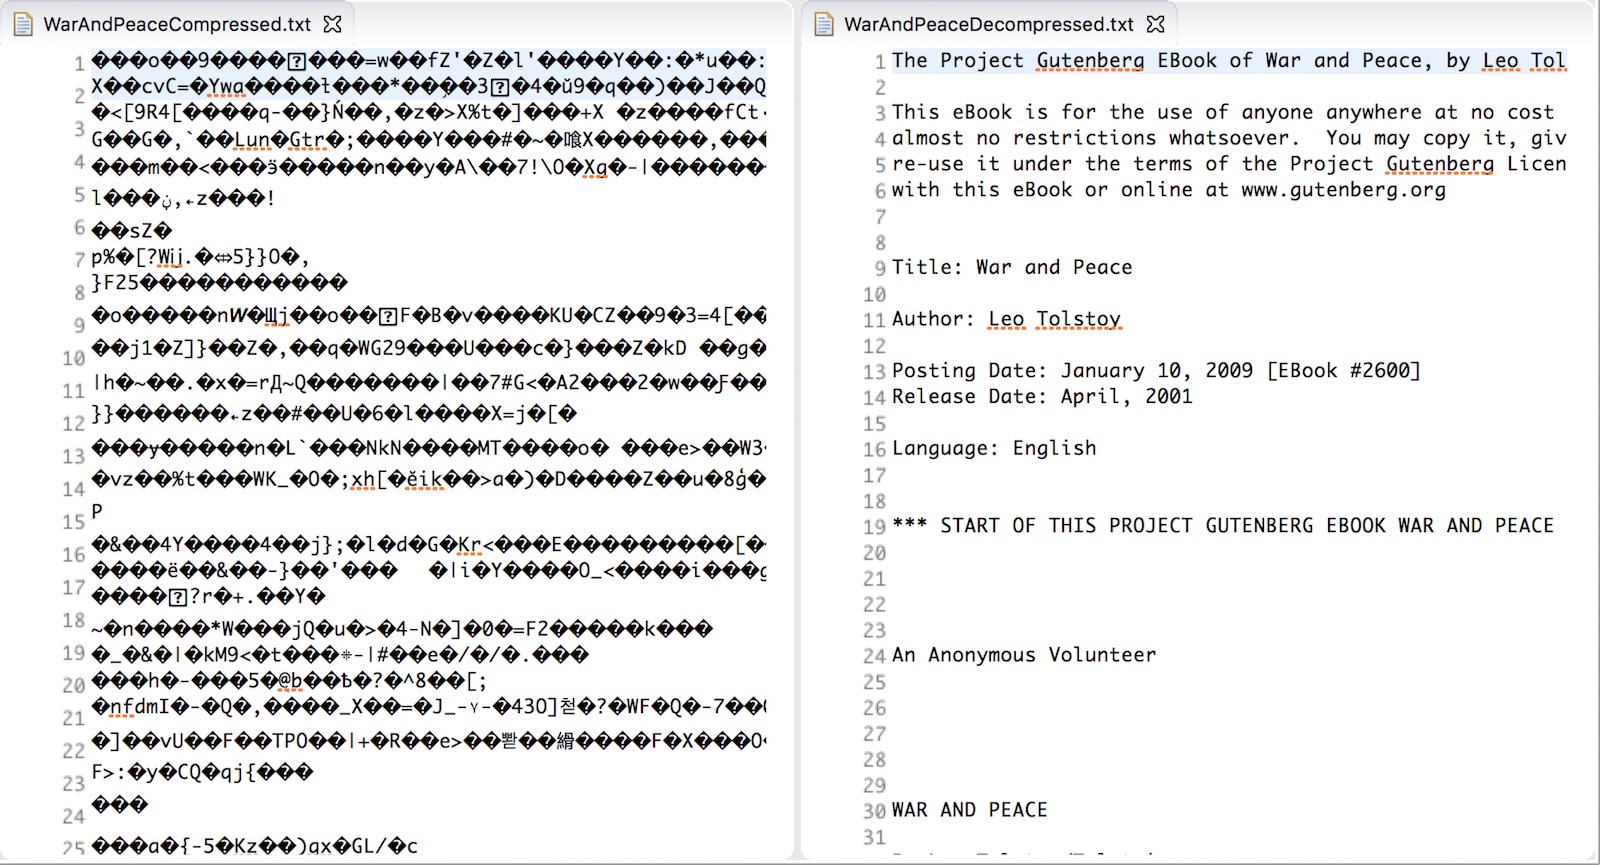 WarAndPeaceCompressed.txt
1 ���o��9����⍰���=w��fZ'�Z�l'����Y��:�*u��:
2 X��cvC=�Ywa����ƚ���*����3⍰�4�ŭ9�q��)��J��Q
3 �<[9R4[����q-��}Ń��,�z�>X%t�]���+X �z����fCt
4 G��G�,`��Lun�Gtr�;����Y���#�~�喰X������,���
5 ���m��<���ӭ�����n��y�A\��7!\O�Xg�-|�������
l���ن,˓z���!
6 ��sZ�
7 p%�[?Wij.�⇔5}}O�,
8 }F25�����������
9 �o�����nW�Щj��o��⍰F�B�v����KU�CZ��9�3=4[��
10 ��j1�Z]}��Z�,��q�WG29���U���c�}���Z�kD ��g�
11 |h�~��.�x�=rД~Q�������|��7#G<�A2���2�w��Ƒ��
12 }}������˓z��#��U�6�l����X=j�[�
13 ���ɏ�����n�L`���NkN����MT����o� ���e>��W3
14 �vz��%t���WK_�O�;xh[�ĕik��>a�)�D����Z��u�8ģ�
15 P
16 �&��4Y����4��j};�l�d�G�Kr<���E���������[�
17 ����ë��&��-}��'��� �|i�Y����O_<����i���g
����⍰?r�+.��Y�
18 ~�n����*W���jQ�u�>�4-N�]�0�=F2�����k���
19 �_�&�|�kM9<�t���⁜-|#��e�/�/�.���
20 ���h�-���5�@b��ҍ�?�^8��[;
21 �nfdmI�-�Q�,����_X��=�J_-ץ-�43O]첟�?�WF�Q�-7��
22 �]��vU��F��TPO��|+�R��e>��쁻��縎����F�X���O
23 F>:�y�CQ�qj{���
24 ���
25 ���a�{-5�Kz��)qx�GL/�c
WarAndPeaceDecompressed.txt
1 The Project Gutenberg EBook of War and Peace, by Leo Tol
2
3 This eBook is for the use of anyone anywhere at no cost
4 almost no restrictions whatsoever.  You may copy it, giv
5 re-use it under the terms of the Project Gutenberg Licen
6 with this eBook or online at www.gutenberg.org
7
8
9 Title: War and Peace
10
11 Author: Leo Tolstoy
12
13 Posting Date: January 10, 2009 [EBook #2600]
14 Release Date: April, 2001
15
16 Language: English
17
18
19 *** START OF THIS PROJECT GUTENBERG EBOOK WAR AND PEACE
20
21
22
23
24 An Anonymous Volunteer
25
26
27
28
29
30 WAR AND PEACE
31